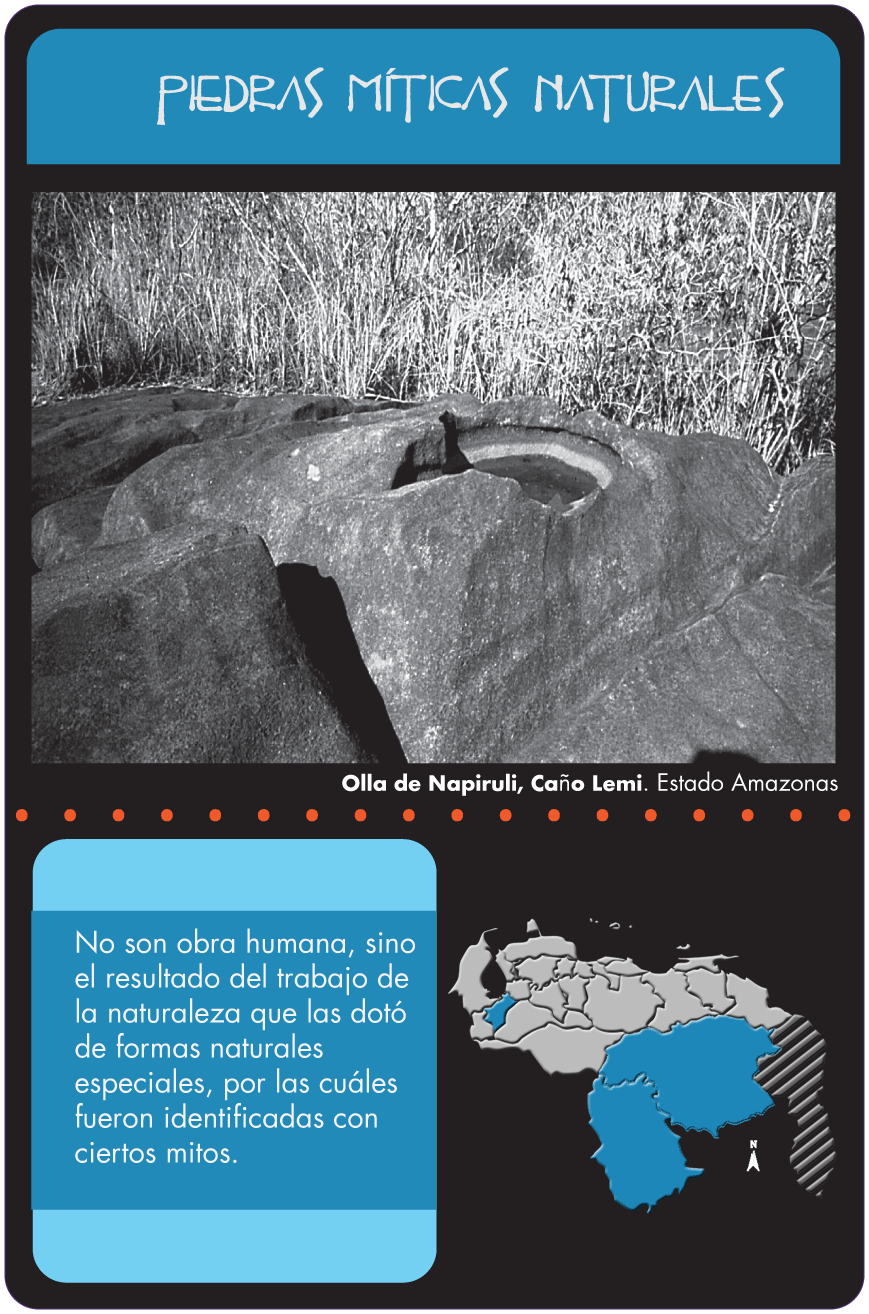 PIEDRAS MÍTICAS NATURALES
Olla de Napiruli, Caño Lemi. Estado Amazonas
No son obra humana, sino
el resultado del trabajo de
la naturaleza que las dotó
de formas naturales
especiales, por las cuáles
fueron identificadas con
ciertos mitos.
N